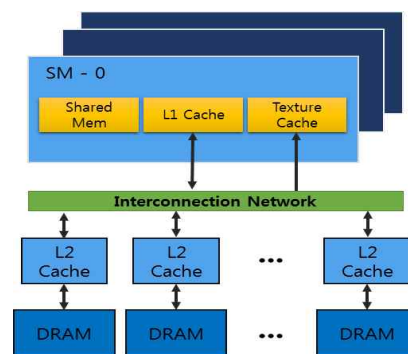 SM - 0
Shared Mem
L1 Cache
Texture Cache
Interconnection Network
L2 Cache
L2 Cache
...
L2 Cache
DRAM
DRAM
...
DRAM